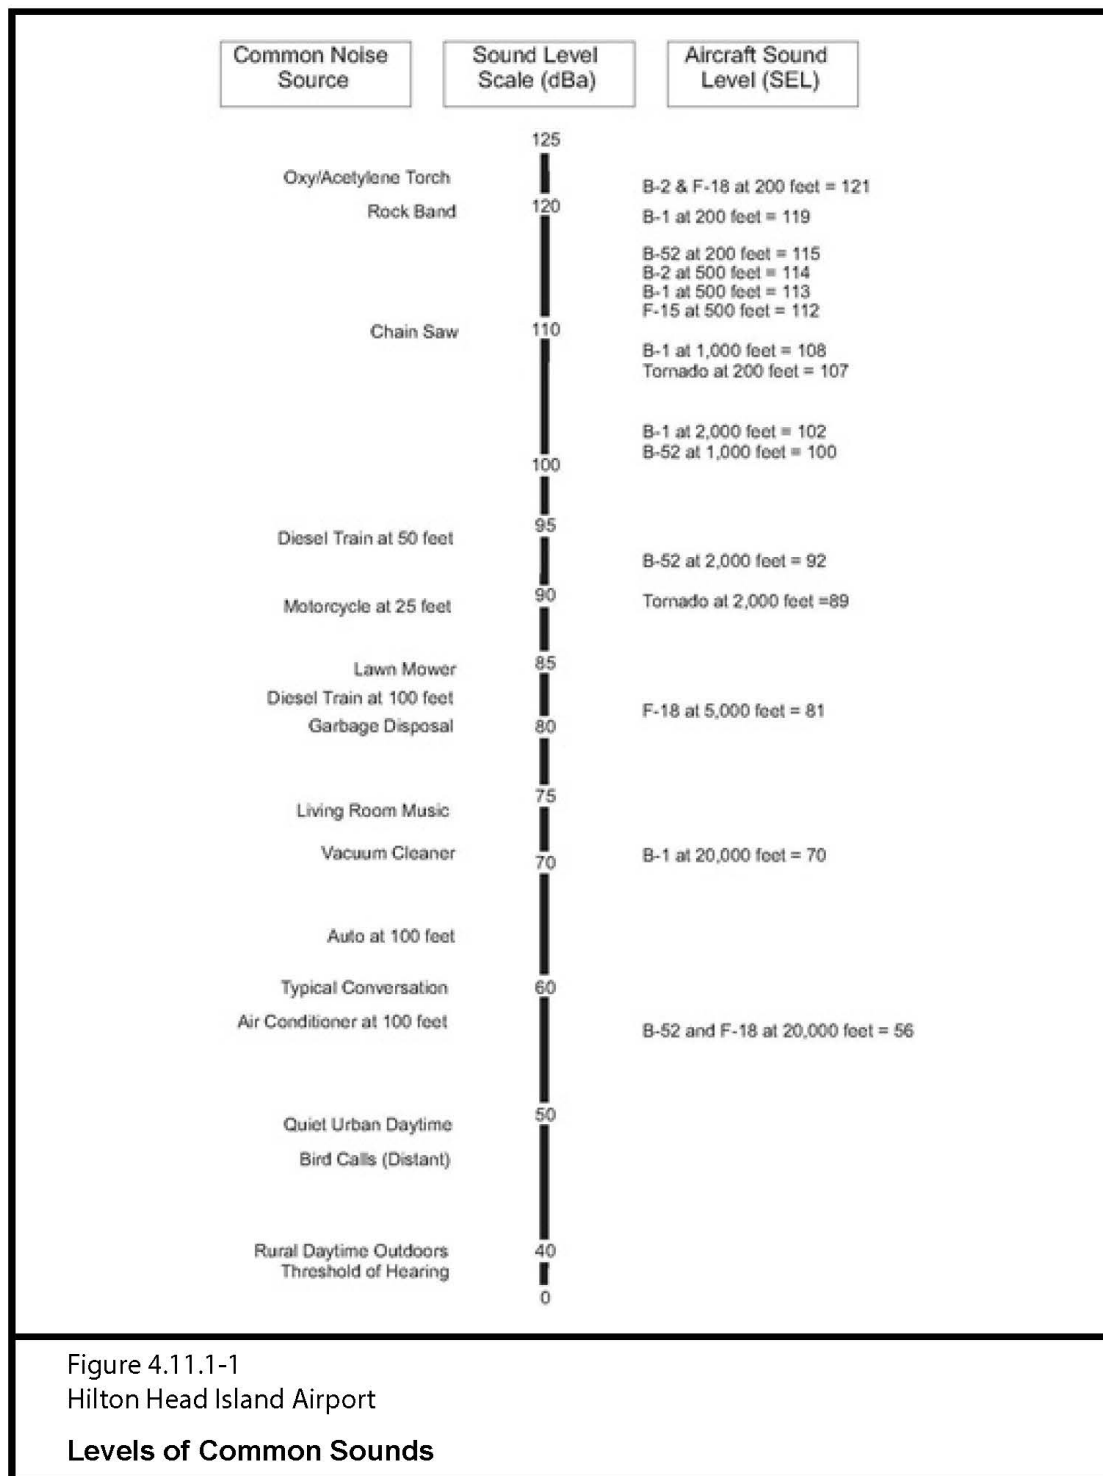 Common Noise
Source
Sound Level
Scale (dBa)
Aircraft Sound
Level (SEL)
125
Oxy/Acetylene Torch
B-2 & F-18 at 200 feet = 121
120
Rock Band
B-1 at 200 feet = 119
B-52 at 200 feet = 115
B-2 at 500 feet = 114
B-1 at 500 feet = 113
F-15 at 500 feet = 112
110
Chain Saw
B-1 at 1,000 feet = 108
Tornado at 200 feet = 107
B-1 at 2,000 feet = 102
B-52 at 1,000 feet = 100
100
95
Diesel Train at 50 feet
B-52 at 2,000 feet = 92
90
Motorcycle at 25 feet
Tornado at 2,000 feet =89
85
Lawn Mower
Diesel Train at 100 feet
F-18 at 5,000 feet = 81
Garbage Disposal
80
75
Living Room Music
Vacuum Cleaner
B-1 at 20,000 feet = 70
70
Auto at 100 feet
Typical Conversation
60
Air Conditioner at 100 feet
B-52 and F-18 at 20,000 feet = 56
50
Quiet Urban Daytime
Bird Calls (Distant)
Rural Daytime Outdoors
40
Threshold of Hearing
0
Figure 4.11.1-1
Hilton Head Island Airport
Levels of Common Sounds